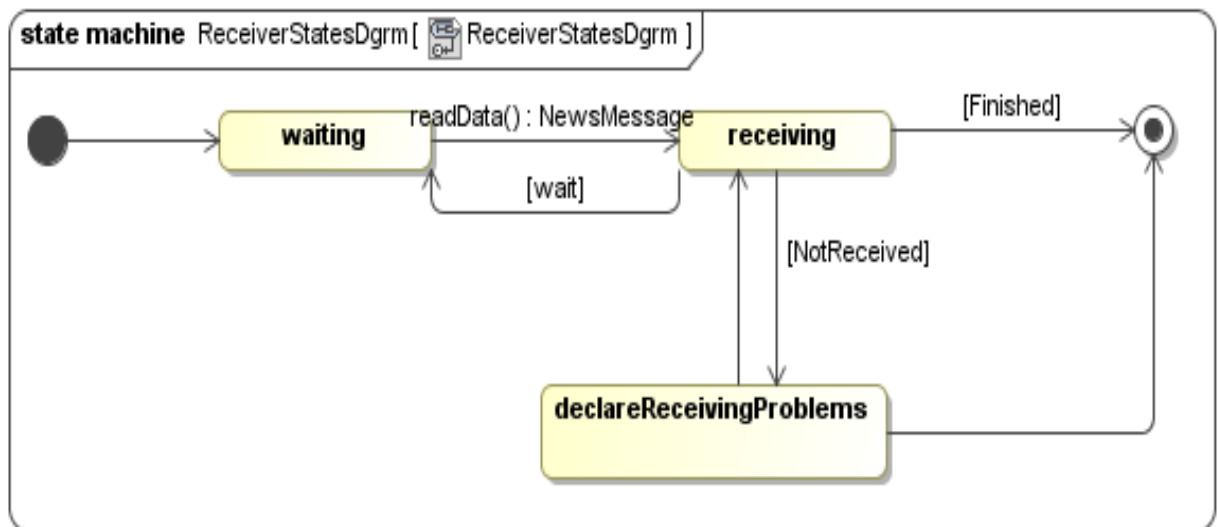 state machine ReceiverStatesDgrm[ ReceiverStatesDgrm ]
[Finished]
readData() : NewsMessage
waiting
receiving
[wait]
[NotReceived]
declareReceivingProblems